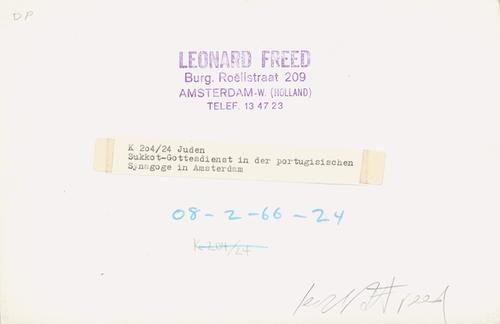 DP
LEONARD FREED
Burg. Roëllstraat 209
AMSTERDAM-W. (HOLLAND)
TELEF. 13 47 23
K 204/24 Juden
Sukkot-Gottesdienst in der portugisischen
Synagoge in Amsterdam
08-2-66-24
K 204/24
Freed